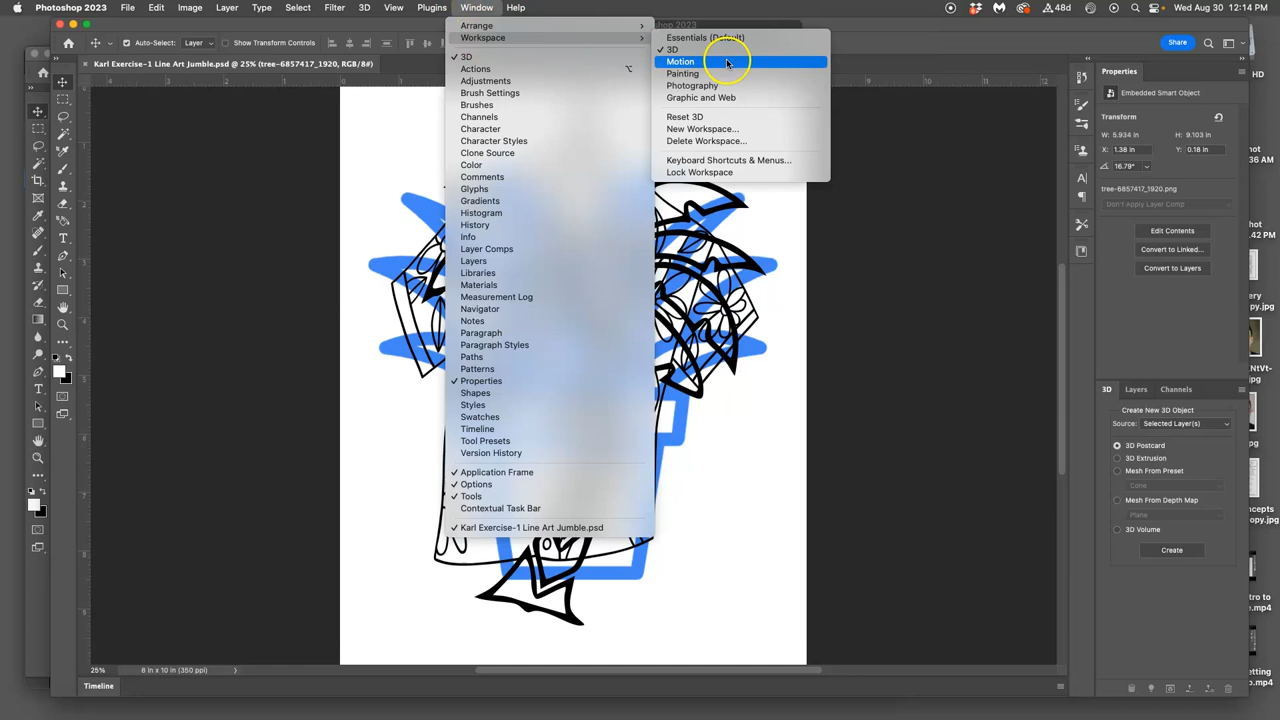 Photoshop 2023 File Edit Image Layer Type Select Filter 3D View Plugins Window Help
48d Wed Aug 30 12:14 PM
Auto-Select: Layer Show Transform Controls
Share
Karl Exercise-1 Line Art Jumble.psd @ 25% (tree-6857417_1920, RGB/8#)
Arrange
Workspace
3D
Actions
Adjustments
Brush Settings
Brushes
Channels
Character
Character Styles
Clone Source
Color
Comments
Glyphs
Gradients
Histogram
History
Info
Layer Comps
Layers
Libraries
Materials
Measurement Log
Navigator
Notes
Paragraph
Paragraph Styles
Paths
Patterns
Properties
Shapes
Styles
Swatches
Timeline
Tool Presets
Version History
Application Frame
Options
Tools
Contextual Task Bar
Karl Exercise-1 Line Art Jumble.psd
Essentials (Default)
3D
Motion
Painting
Photography
Graphic and Web
Reset 3D
New Workspace...
Delete Workspace...
Keyboard Shortcuts & Menus...
Lock Workspace
Properties
Embedded Smart Object
Transform
W: 5.934 in H: 9.103 in
X: 1.38 in Y: 0.18 in
16.79°
tree-6857417_1920.png
Don't Apply Layer Comp
Edit Contents
Convert to Linked...
Convert to Layers
3D Layers Channels
Create New 3D Object
Source: Selected Layer(s)
3D Postcard
3D Extrusion
Mesh From Preset
Cone
Mesh From Depth Map
Plane
3D Volume
Create
25% 8 in x 10 in (350 ppi)
Timeline